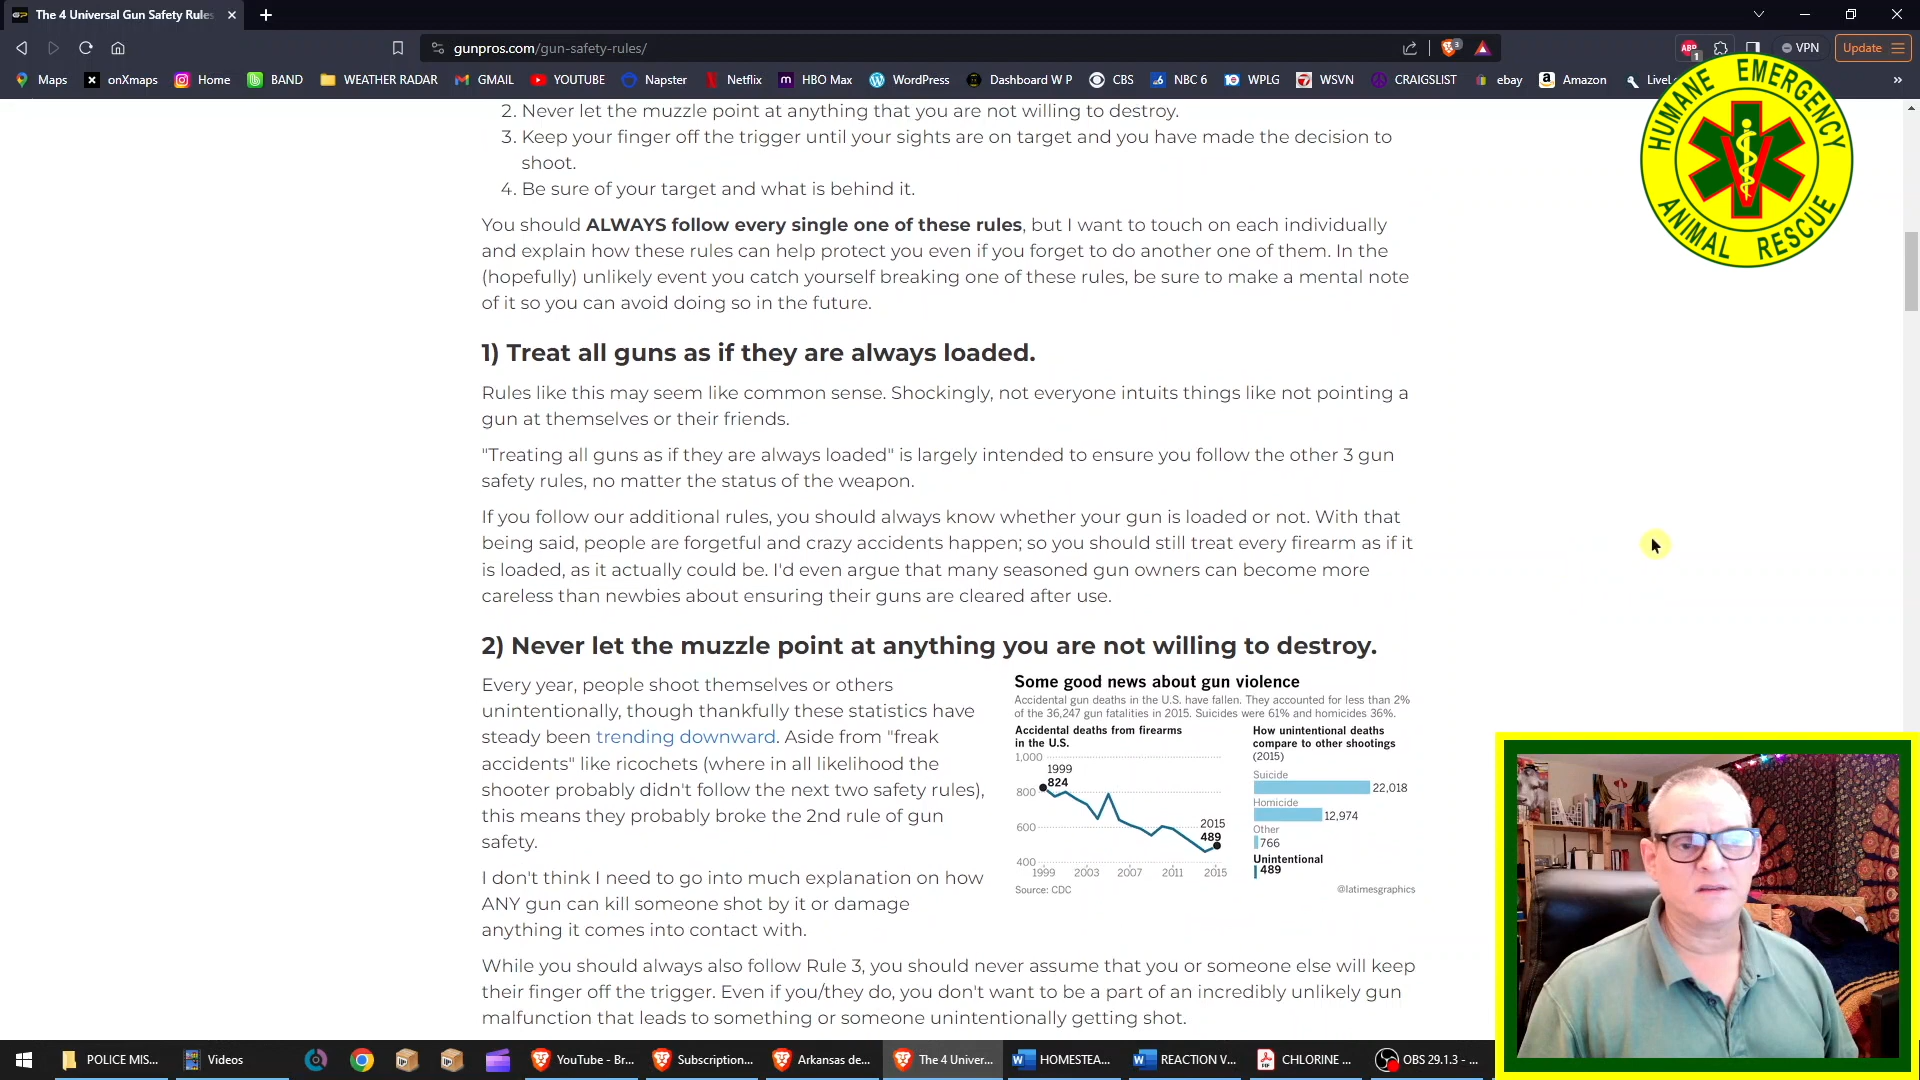 The 4 Universal Gun Safety Rules
gunpros.com/gun-safety-rules/
VPN
Update
Maps
onXmaps
Home
BAND
WEATHER RADAR
GMAIL
YOUTUBE
Napster
Netflix
HBO Max
WordPress
Dashboard W P
CBS
NBC 6
WPLG
WSVN
CRAIGSLIST
ebay
Amazon
HUMANE EMERGENCY
ANIMAL RESCUE
2. Never let the muzzle point at anything that you are not willing to destroy.
3. Keep your finger off the trigger until your sights are on target and you have made the decision to
shoot.
4. Be sure of your target and what is behind it.
You should ALWAYS follow every single one of these rules, but I want to touch on each individually
and explain how these rules can help protect you even if you forget to do another one of them. In the
(hopefully) unlikely event you catch yourself breaking one of these rules, be sure to make a mental note
of it so you can avoid doing so in the future.
1) Treat all guns as if they are always loaded.
Rules like this may seem like common sense. Shockingly, not everyone intuits things like not pointing a
gun at themselves or their friends.
"Treating all guns as if they are always loaded" is largely intended to ensure you follow the other 3 gun
safety rules, no matter the status of the weapon.
If you follow our additional rules, you should always know whether your gun is loaded or not. With that
being said, people are forgetful and crazy accidents happen; so you should still treat every firearm as if it
is loaded, as it actually could be. I'd even argue that many seasoned gun owners can become more
careless than newbies about ensuring their guns are cleared after use.
2) Never let the muzzle point at anything you are not willing to destroy.
Every year, people shoot themselves or others
unintentionally, though thankfully these statistics have
steady been trending downward. Aside from "freak
accidents" like ricochets (where in all likelihood the
shooter probably didn't follow the next two safety rules),
this means they probably broke the 2nd rule of gun
safety.
I don't think I need to go into much explanation on how
ANY gun can kill someone shot by it or damage
anything it comes into contact with.
Some good news about gun violence
Accidental gun deaths in the U.S. have fallen. They accounted for less than 2%
of the 36,247 gun fatalities in 2015. Suicides were 61% and homicides 36%.
Accidental deaths from firearms
in the U.S.
1,000
1999
824
800
600
2015
489
400
1999 2003 2007 2011 2015
Source: CDC
How unintentional deaths
compare to other shootings
(2015)
Suicide
22,018
Homicide
12,974
Other
766
Unintentional
489
@latimesgraphics
While you should always also follow Rule 3, you should never assume that you or someone else will keep
their finger off the trigger. Even if you/they do, you don't want to be a part of an incredibly unlikely gun
malfunction that leads to something or someone unintentionally getting shot.
POLICE MIS...
Videos
YouTube - Br...
Subscription...
Arkansas de...
The 4 Univer...
HOMESTEA...
REACTION V...
CHLORINE ...
OBS 29.1.3 - ...